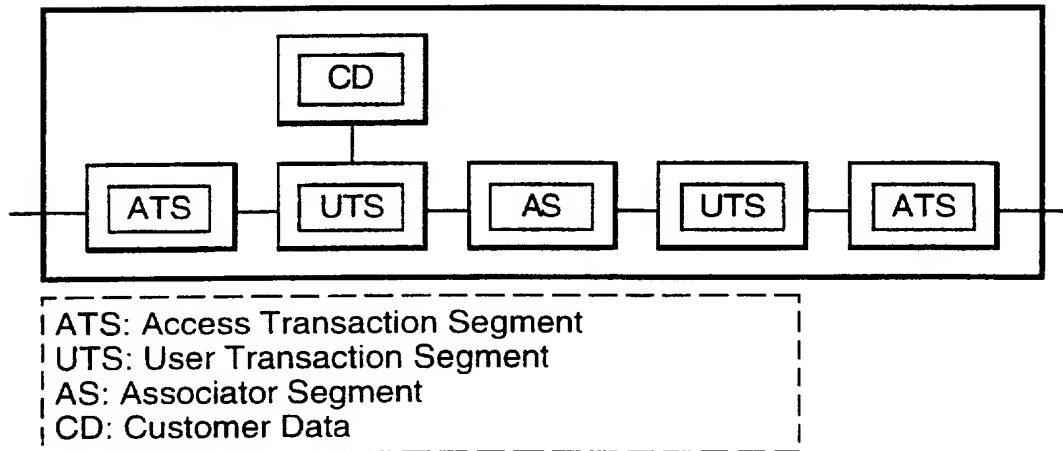 CD
ATS UTS AS UTS ATS
ATS: Access Transaction Segment
UTS: User Transaction Segment
AS: Associator Segment
CD: Customer Data